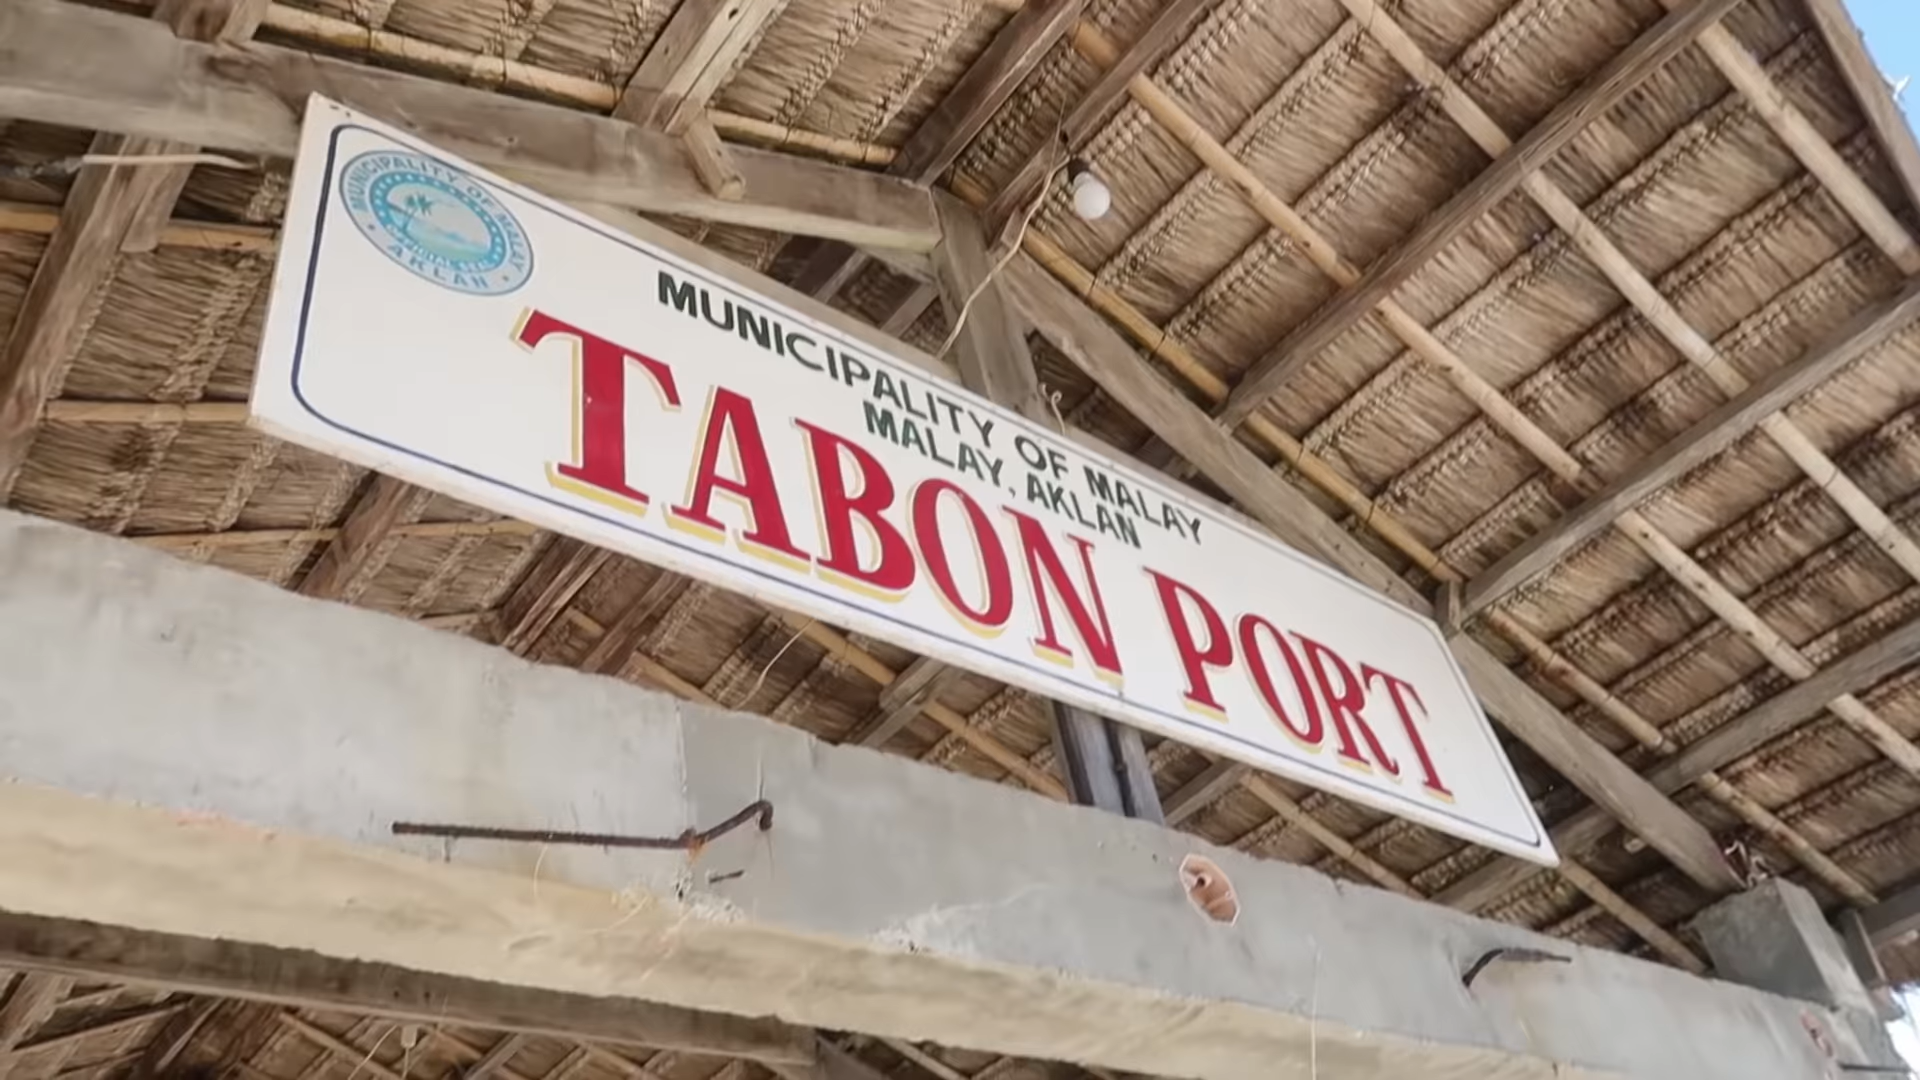 MUNICIPALITY OF MALAY
AKLAN
MUNICIPALITY OF MALAY
MALAY, AKLAN
TABON PORT